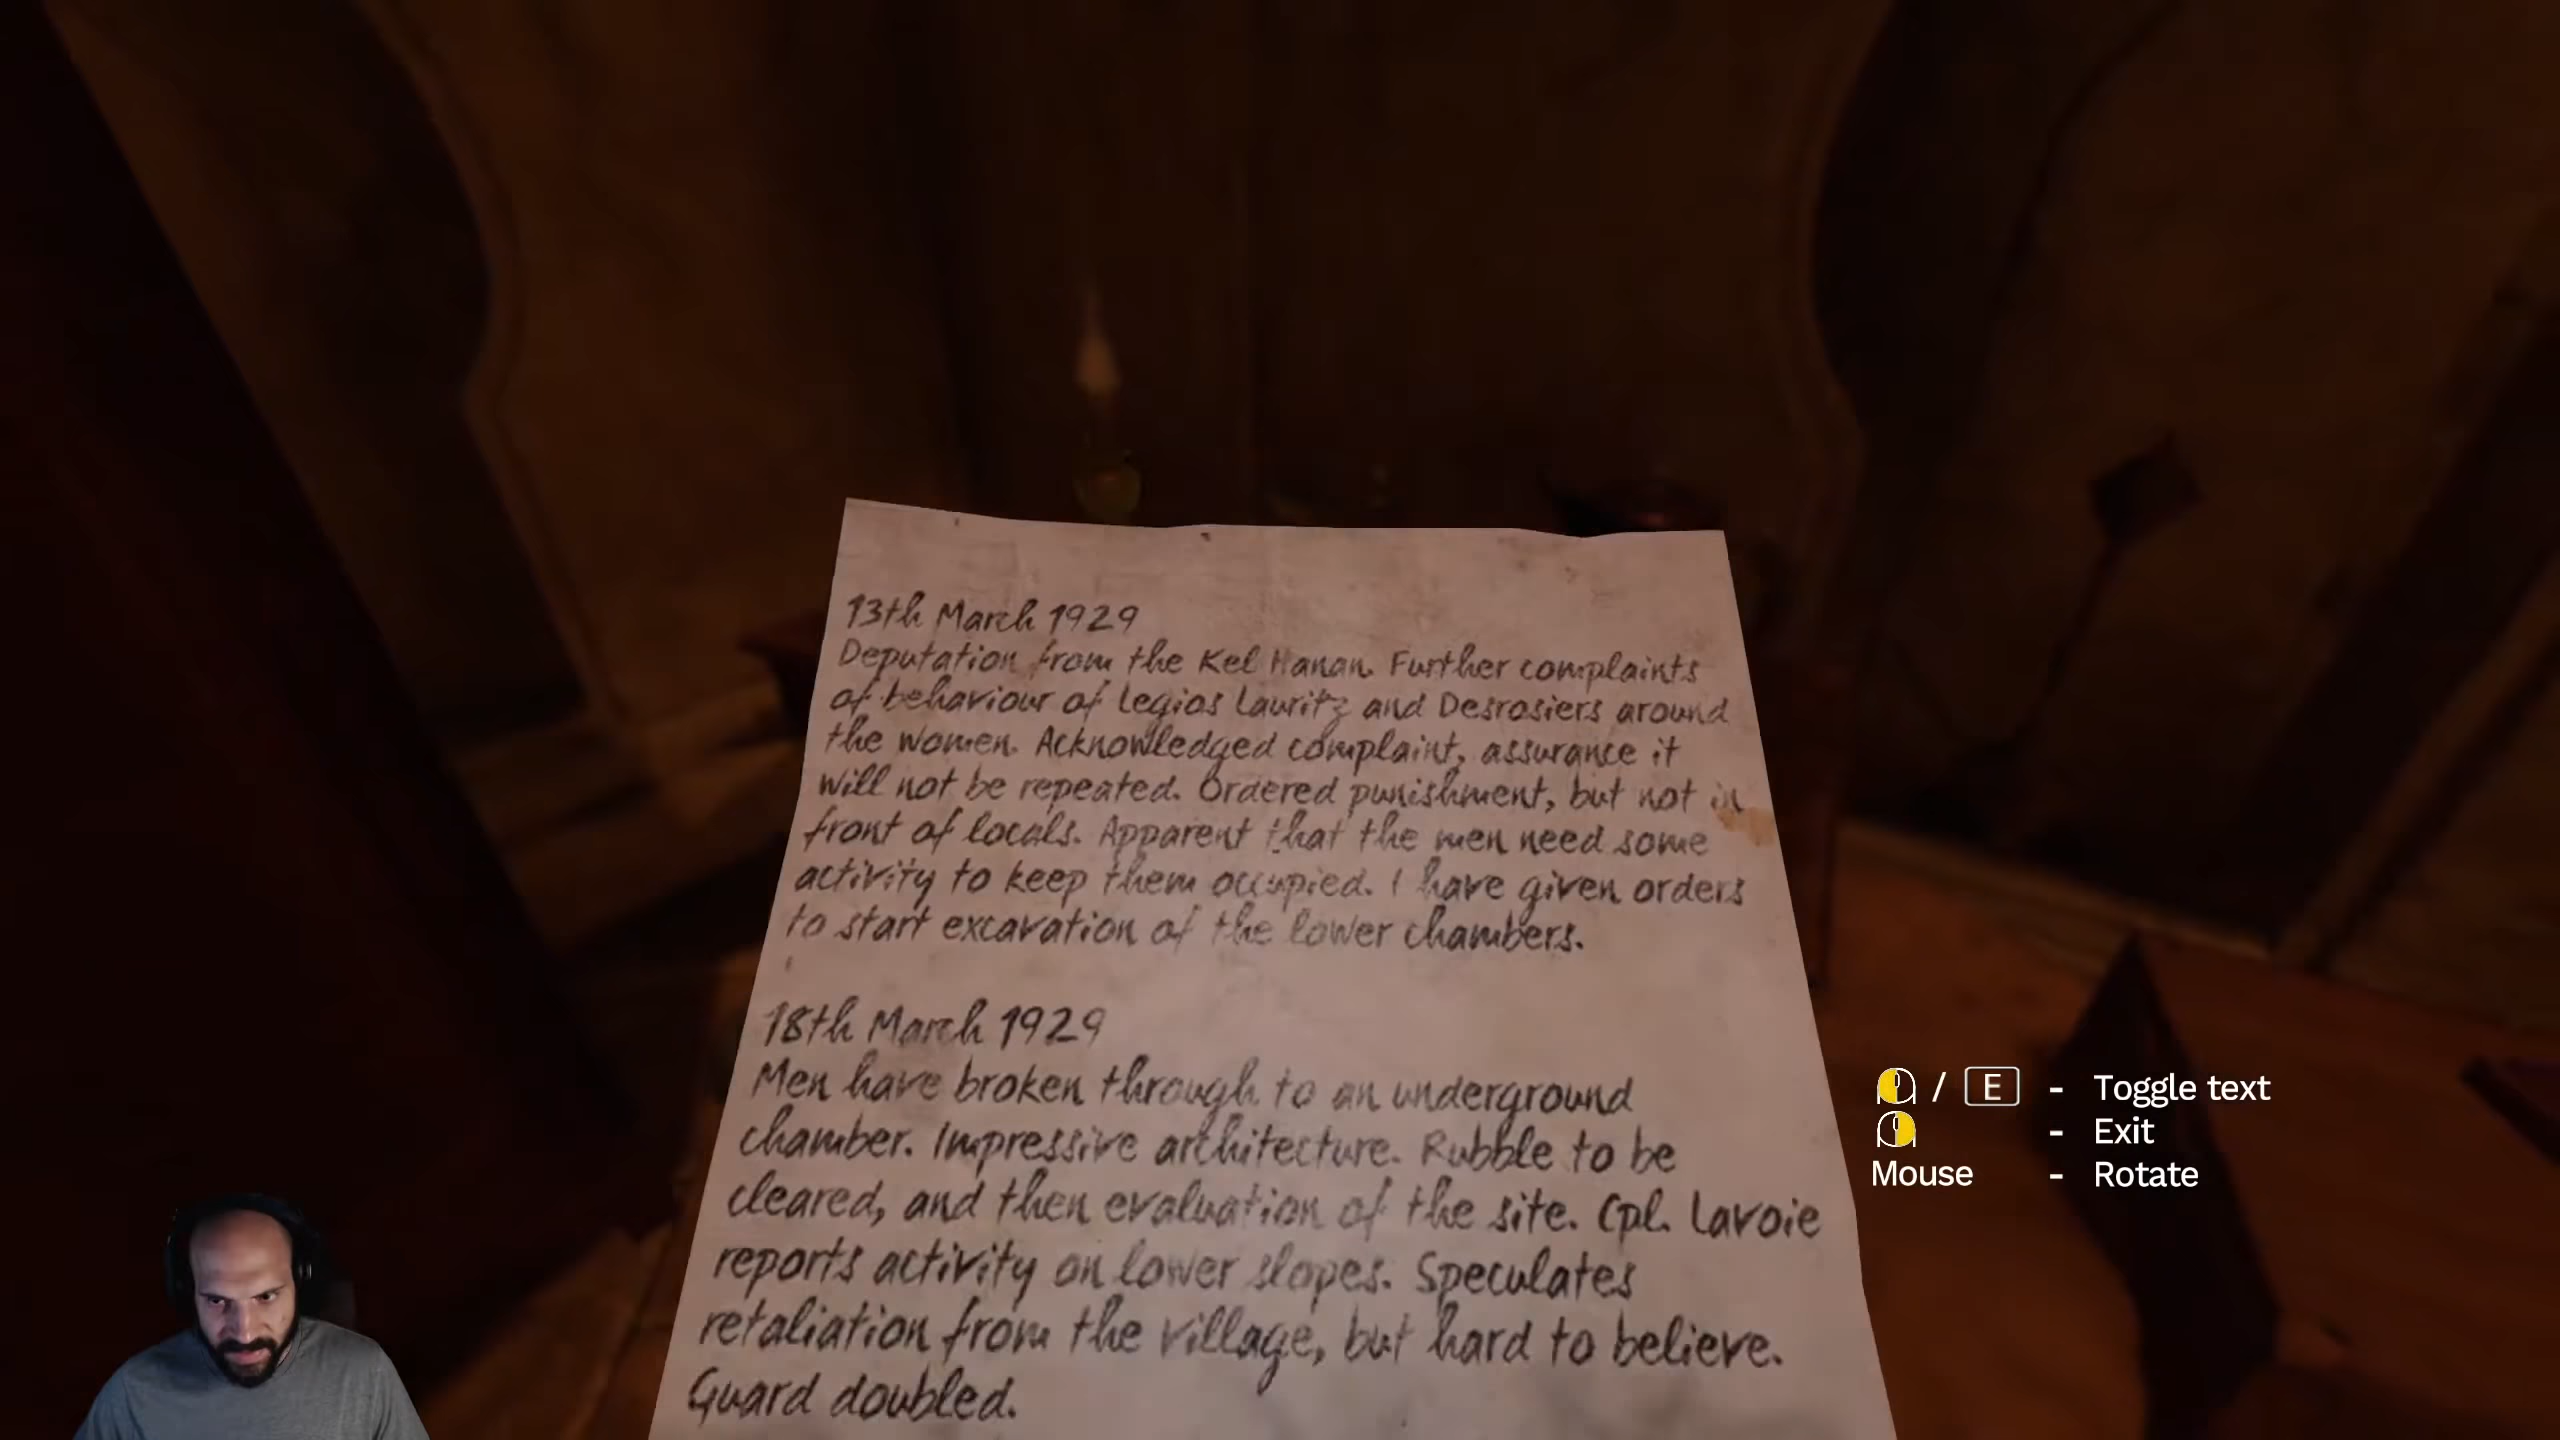 13th March 1929
Deputation from the Kel Hanan. Further complaints
of behaviour of Legios Lauritz and Desrosiers around
the women. Acknowledged complaint, assurance it
will not be repeated. Ordered punishment, but not in
front of locals. Apparent that the men need some
activity to keep them occupied. I have given orders
to start excavation of the lower chambers.
18th March 1929
Men have broken through to an underground
chamber. Impressive architecture. Rubble to be
cleared, and then evaluation of the site. Cpl. Lavoie
reports activity on lower slopes. Speculates
retaliation from the village, but hard to believe.
Guard doubled.
/ E - Toggle text
- Exit
Mouse - Rotate